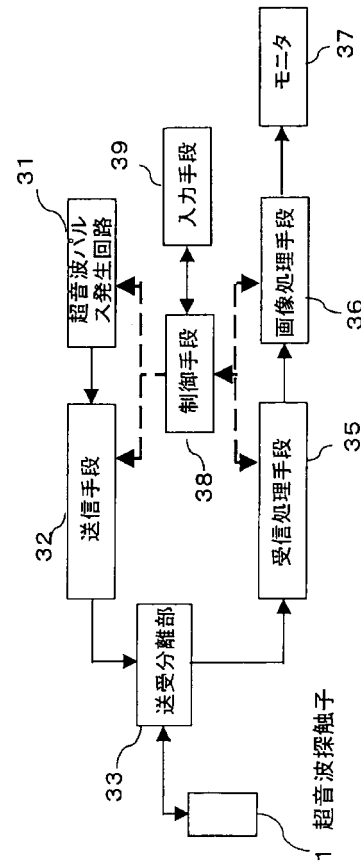 31
超音波パル
ス発生回路
32
送信手段
33
送受分離部
1
超音波探触子
38
制御手段
39
入力手段
35
受信処理手段
36
画像処理手段
37
モニタ